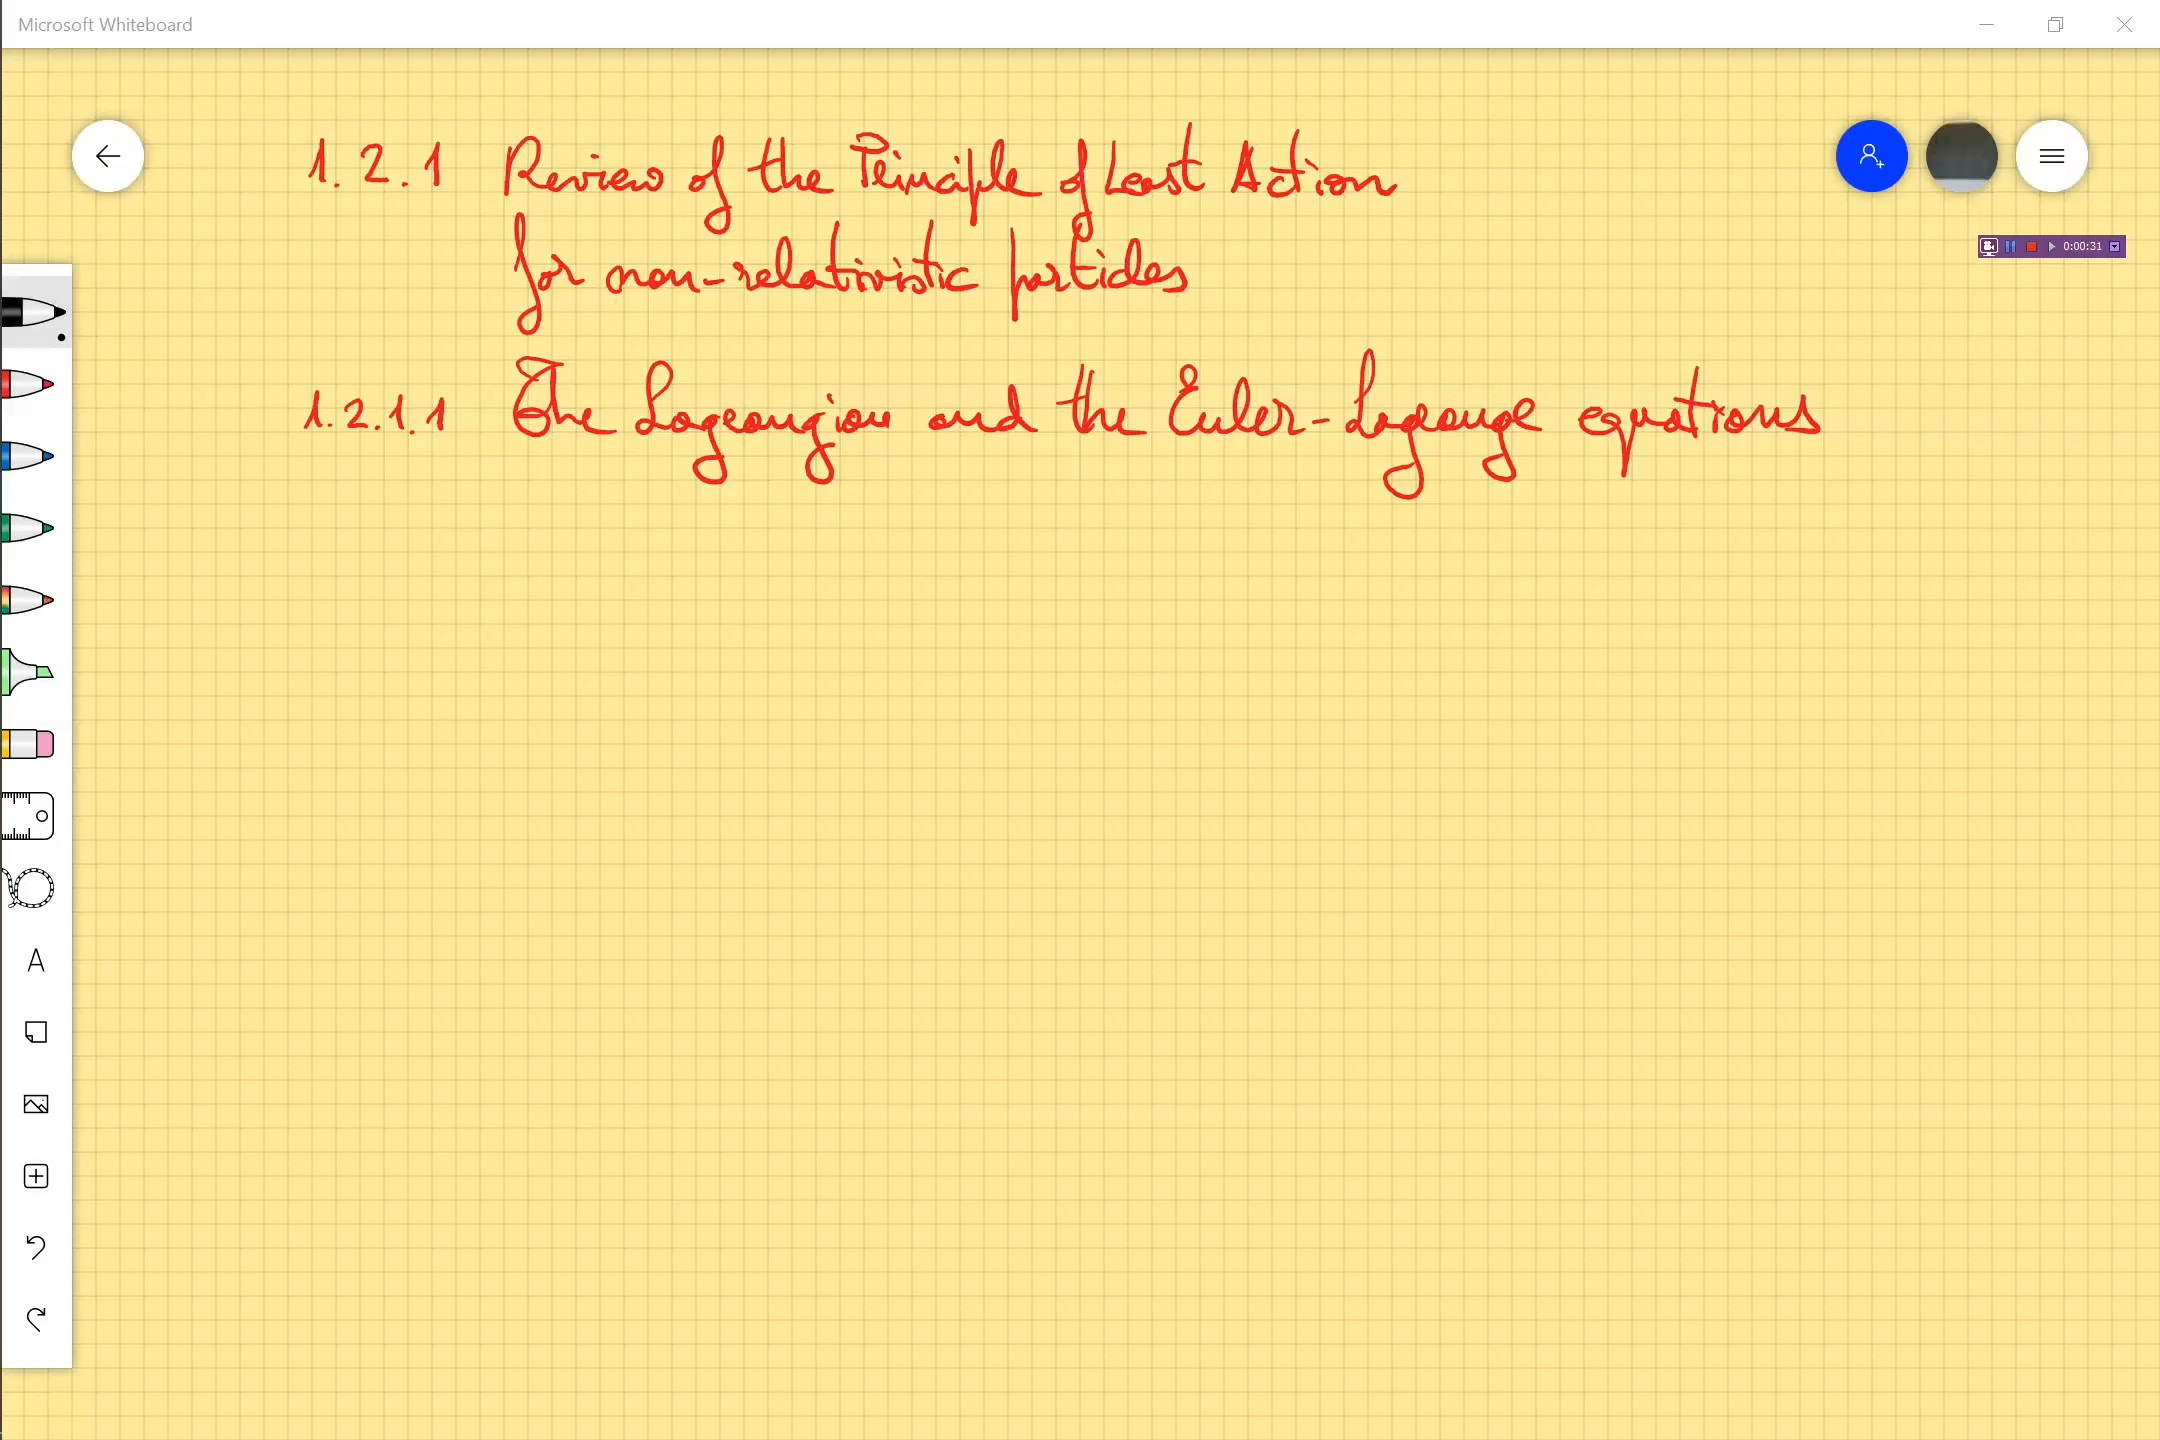 Microsoft Whiteboard
1.2.1 Review of the Principle of Least Action
for non-relativistic particles
0:00:31
1.2.1.1 The Lagrangian and the Euler-Lagrange equations
A